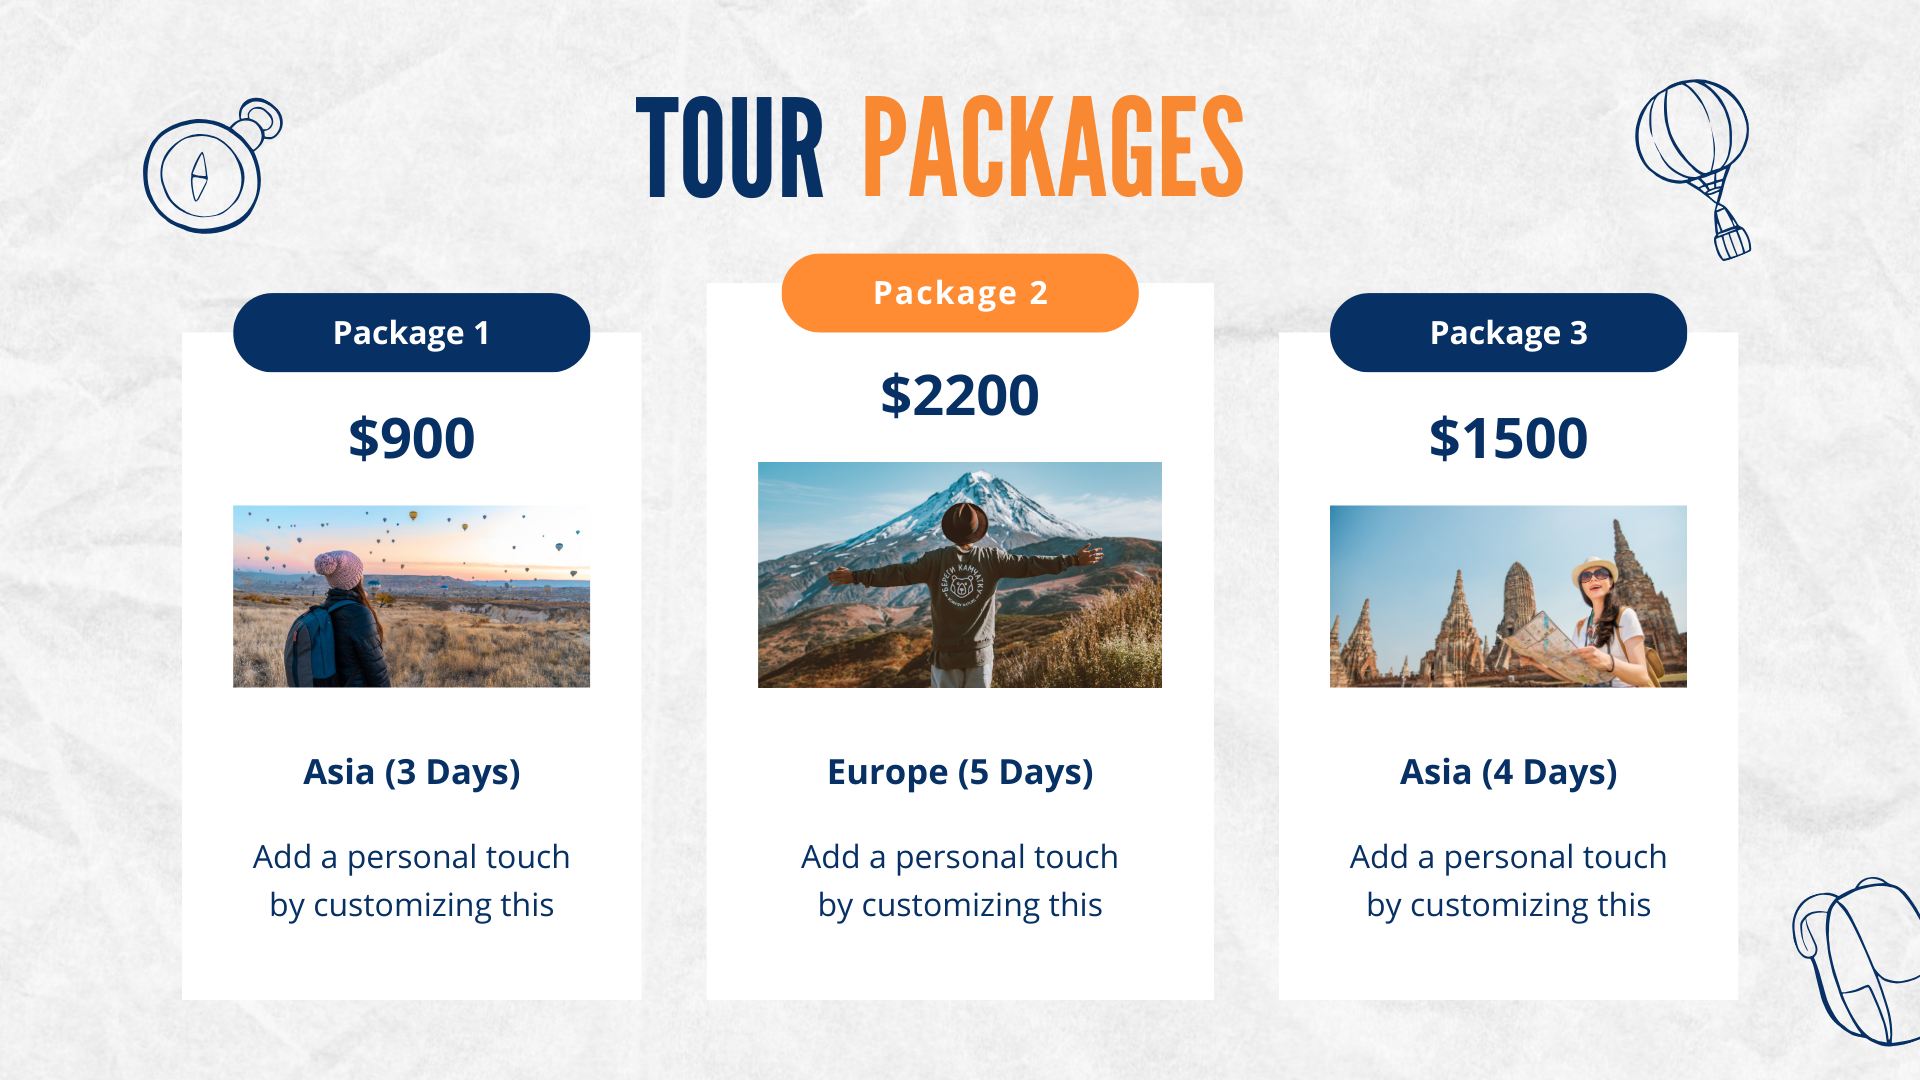 TOUR PACKAGES
Package 1
$900
Asia (3 Days)
Add a personal touch
by customizing this
Package 2
$2200
БЕРЕГИ КАМЧАТКУ
Europe (5 Days)
Add a personal touch
by customizing this
Package 3
$1500
Asia (4 Days)
Add a personal touch
by customizing this